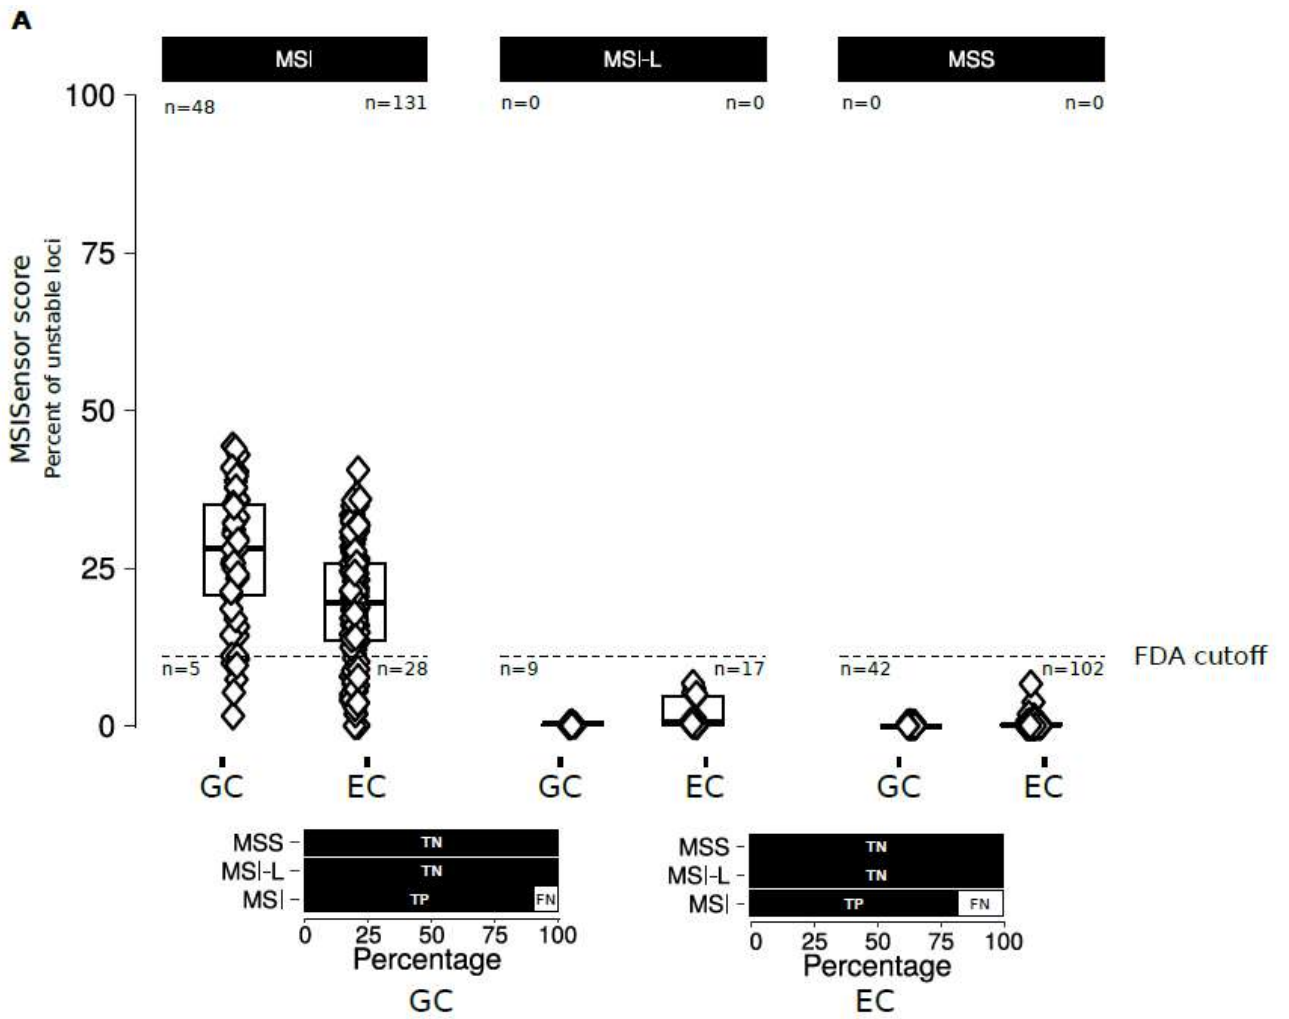 A
MSI
MSI-L
MSS
n=48
n=131
n=0
n=0
n=0
n=0
100
75
50
25
0
MSISensor score
Percent of unstable loci
n=5
n=28
n=9
n=17
n=42
n=102
FDA cutoff
GC
EC
GC
EC
GC
EC
MSS
TN
MSI-L
TN
MSI
TP
FN
0
25
50
75
100
Percentage
GC
MSS
TN
MSI-L
TN
MSI
TP
FN
0
25
50
75
100
Percentage
EC